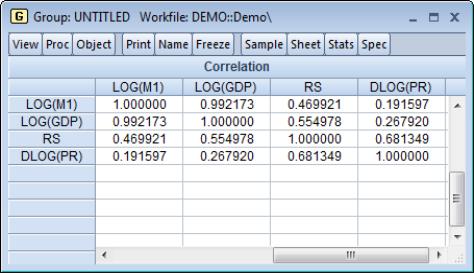 G Group: UNTITLED Workfile: DEMO::Demo\
View Proc Object Print Name Freeze Sample Sheet Stats Spec
Correlation
LOG(M1) LOG(GDP) RS DLOG(PR)
LOG(M1) 1.000000 0.992173 0.469921 0.191597
LOG(GDP) 0.992173 1.000000 0.554978 0.267920
RS 0.469921 0.554978 1.000000 0.681349
DLOG(PR) 0.191597 0.267920 0.681349 1.000000